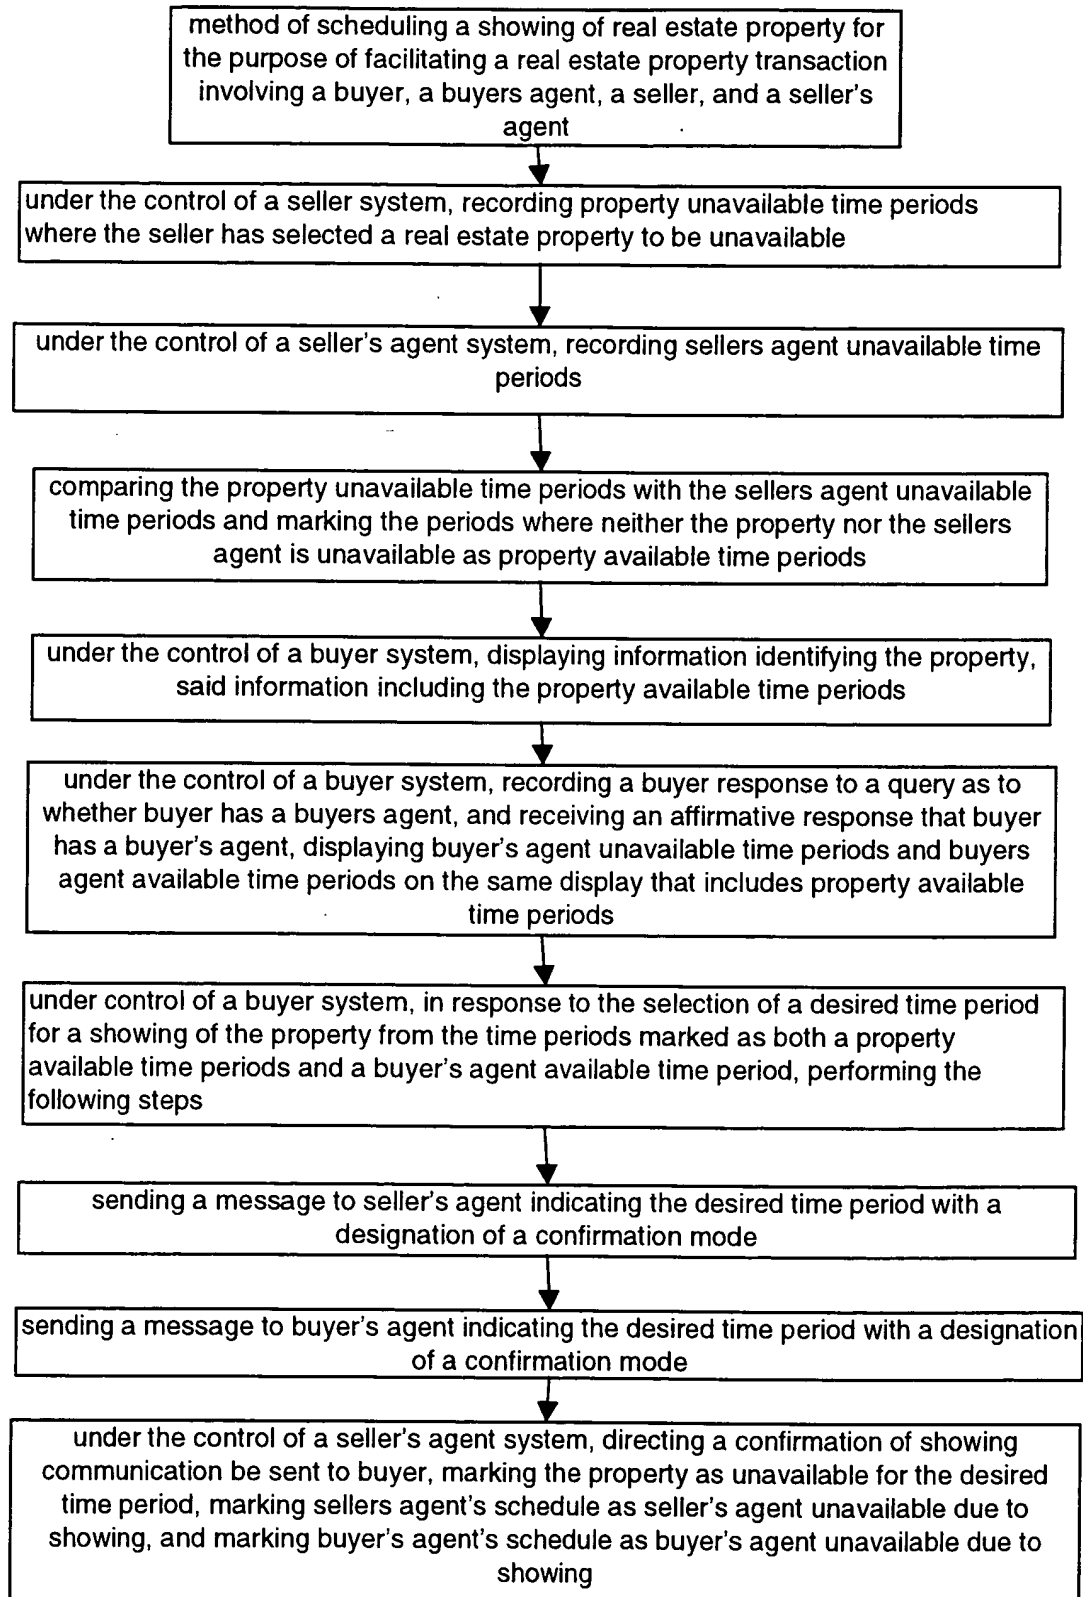 method of scheduling a showing of real estate property for
the purpose of facilitating a real estate property transaction
involving a buyer, a buyers agent, a seller, and a seller's
agent
under the control of a seller system, recording property unavailable time periods
where the seller has selected a real estate property to be unavailable
under the control of a seller's agent system, recording sellers agent unavailable time
periods
comparing the property unavailable time periods with the sellers agent unavailable
time periods and marking the periods where neither the property nor the sellers
agent is unavailable as property available time periods
under the control of a buyer system, displaying information identifying the property,
said information including the property available time periods
under the control of a buyer system, recording a buyer response to a query as to
whether buyer has a buyers agent, and receiving an affirmative response that buyer
has a buyer's agent, displaying buyer's agent unavailable time periods and buyers
agent available time periods on the same display that includes property available
time periods
under control of a buyer system, in response to the selection of a desired time period
for a showing of the property from the time periods marked as both a property
available time periods and a buyer's agent available time period, performing the
following steps
sending a message to seller's agent indicating the desired time period with a
designation of a confirmation mode
sending a message to buyer's agent indicating the desired time period with a designation
of a confirmation mode
under the control of a seller's agent system, directing a confirmation of showing
communication be sent to buyer, marking the property as unavailable for the desired
time period, marking sellers agent's schedule as seller's agent unavailable due to
showing, and marking buyer's agent's schedule as buyer's agent unavailable due to
showing